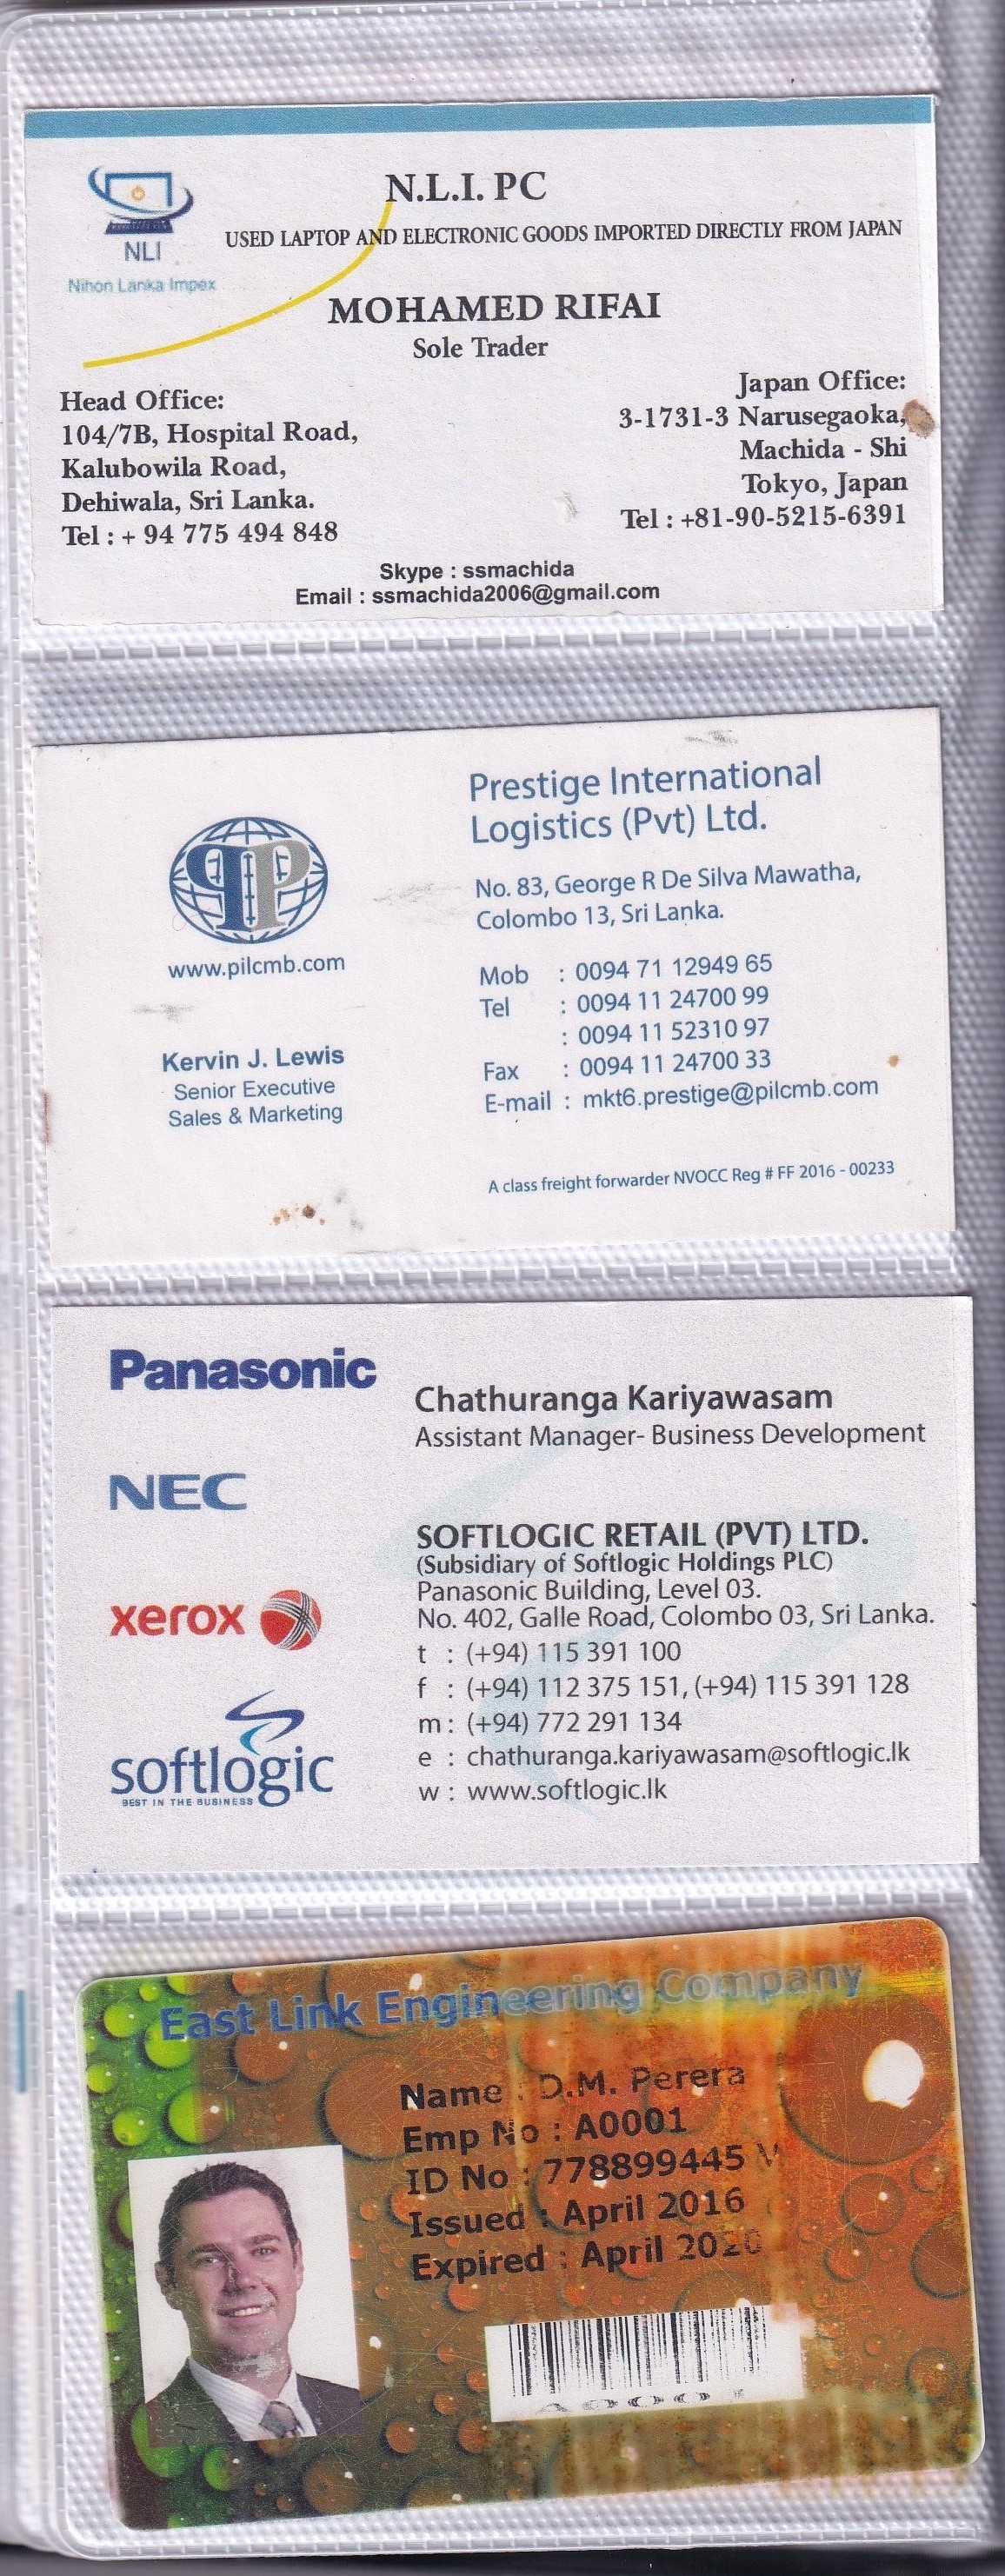 N.L.I. PC
USED LAPTOP AND ELECTRONIC GOODS IMPORTED DIRECTLY FROM JAPAN
NLI
Nihon Lanka Impex
MOHAMED RIFAI
Sole Trader
Head Office:
104/7B, Hospital Road,
Kalubowila Road,
Dehiwala, Sri Lanka.
Tel : + 94 775 494 848
Japan Office:
3-1731-3 Narusegaoka,
Machida - Shi
Tokyo, Japan
Tel : +81-90-5215-6391
Skype : ssmachida
Email : ssmachida2006@gmail.com
Prestige International
Logistics (Pvt) Ltd.
No. 83, George R De Silva Mawatha,
Colombo 13, Sri Lanka.
www.pilcmb.com
Kervin J. Lewis
Senior Executive
Sales & Marketing
Mob : 0094 71 12949 65
Tel : 0094 11 24700 99
: 0094 11 52310 97
Fax : 0094 11 24700 33
E-mail : mkt6.prestige@pilcmb.com
A class freight forwarder NVOCC Reg # FF 2016 - 00233
Panasonic
NEC
xerox
softlogic
BEST IN THE BUSINESS
Chathuranga Kariyawasam
Assistant Manager- Business Development
SOFTLOGIC RETAIL (PVT) LTD.
(Subsidiary of Softlogic Holdings PLC)
Panasonic Building, Level 03.
No. 402, Galle Road, Colombo 03, Sri Lanka.
t : (+94) 115 391 100
f : (+94) 112 375 151, (+94) 115 391 128
m : (+94) 772 291 134
e : chathuranga.kariyawasam@softlogic.lk
w : www.softlogic.lk
East Link Engineering Company
Name : D.M. Perera
Emp No : A0001
ID No : 778899445 V
Issued : April 2016
Expired : April 2020